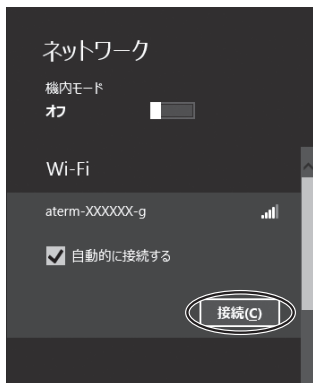 ネットワーク
機内モード
オフ
Wi-Fi
aterm-XXXXXX-g
自動的に接続する
接続(C)